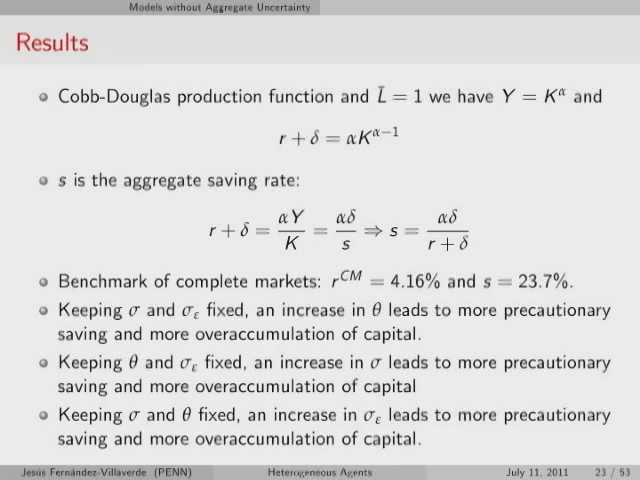 Models without Aggregate Uncertainty
Results
Cobb-Douglas production function and L̄ = 1 we have Y = K^α and
r + δ = αK^{α−1}
s is the aggregate saving rate:
r + δ = αY/K = αδ/s ⇒ s = αδ/(r + δ)
Benchmark of complete markets: r^{CM} = 4.16% and s = 23.7%.
Keeping σ and σ_ε fixed, an increase in θ leads to more precautionary
saving and more overaccumulation of capital.
Keeping θ and σ_ε fixed, an increase in σ leads to more precautionary
saving and more overaccumulation of capital
Keeping σ and θ fixed, an increase in σ_ε leads to more precautionary
saving and more overaccumulation of capital.
Jesús Fernández-Villaverde (PENN) Heterogeneous Agents July 11, 2011 23 / 53